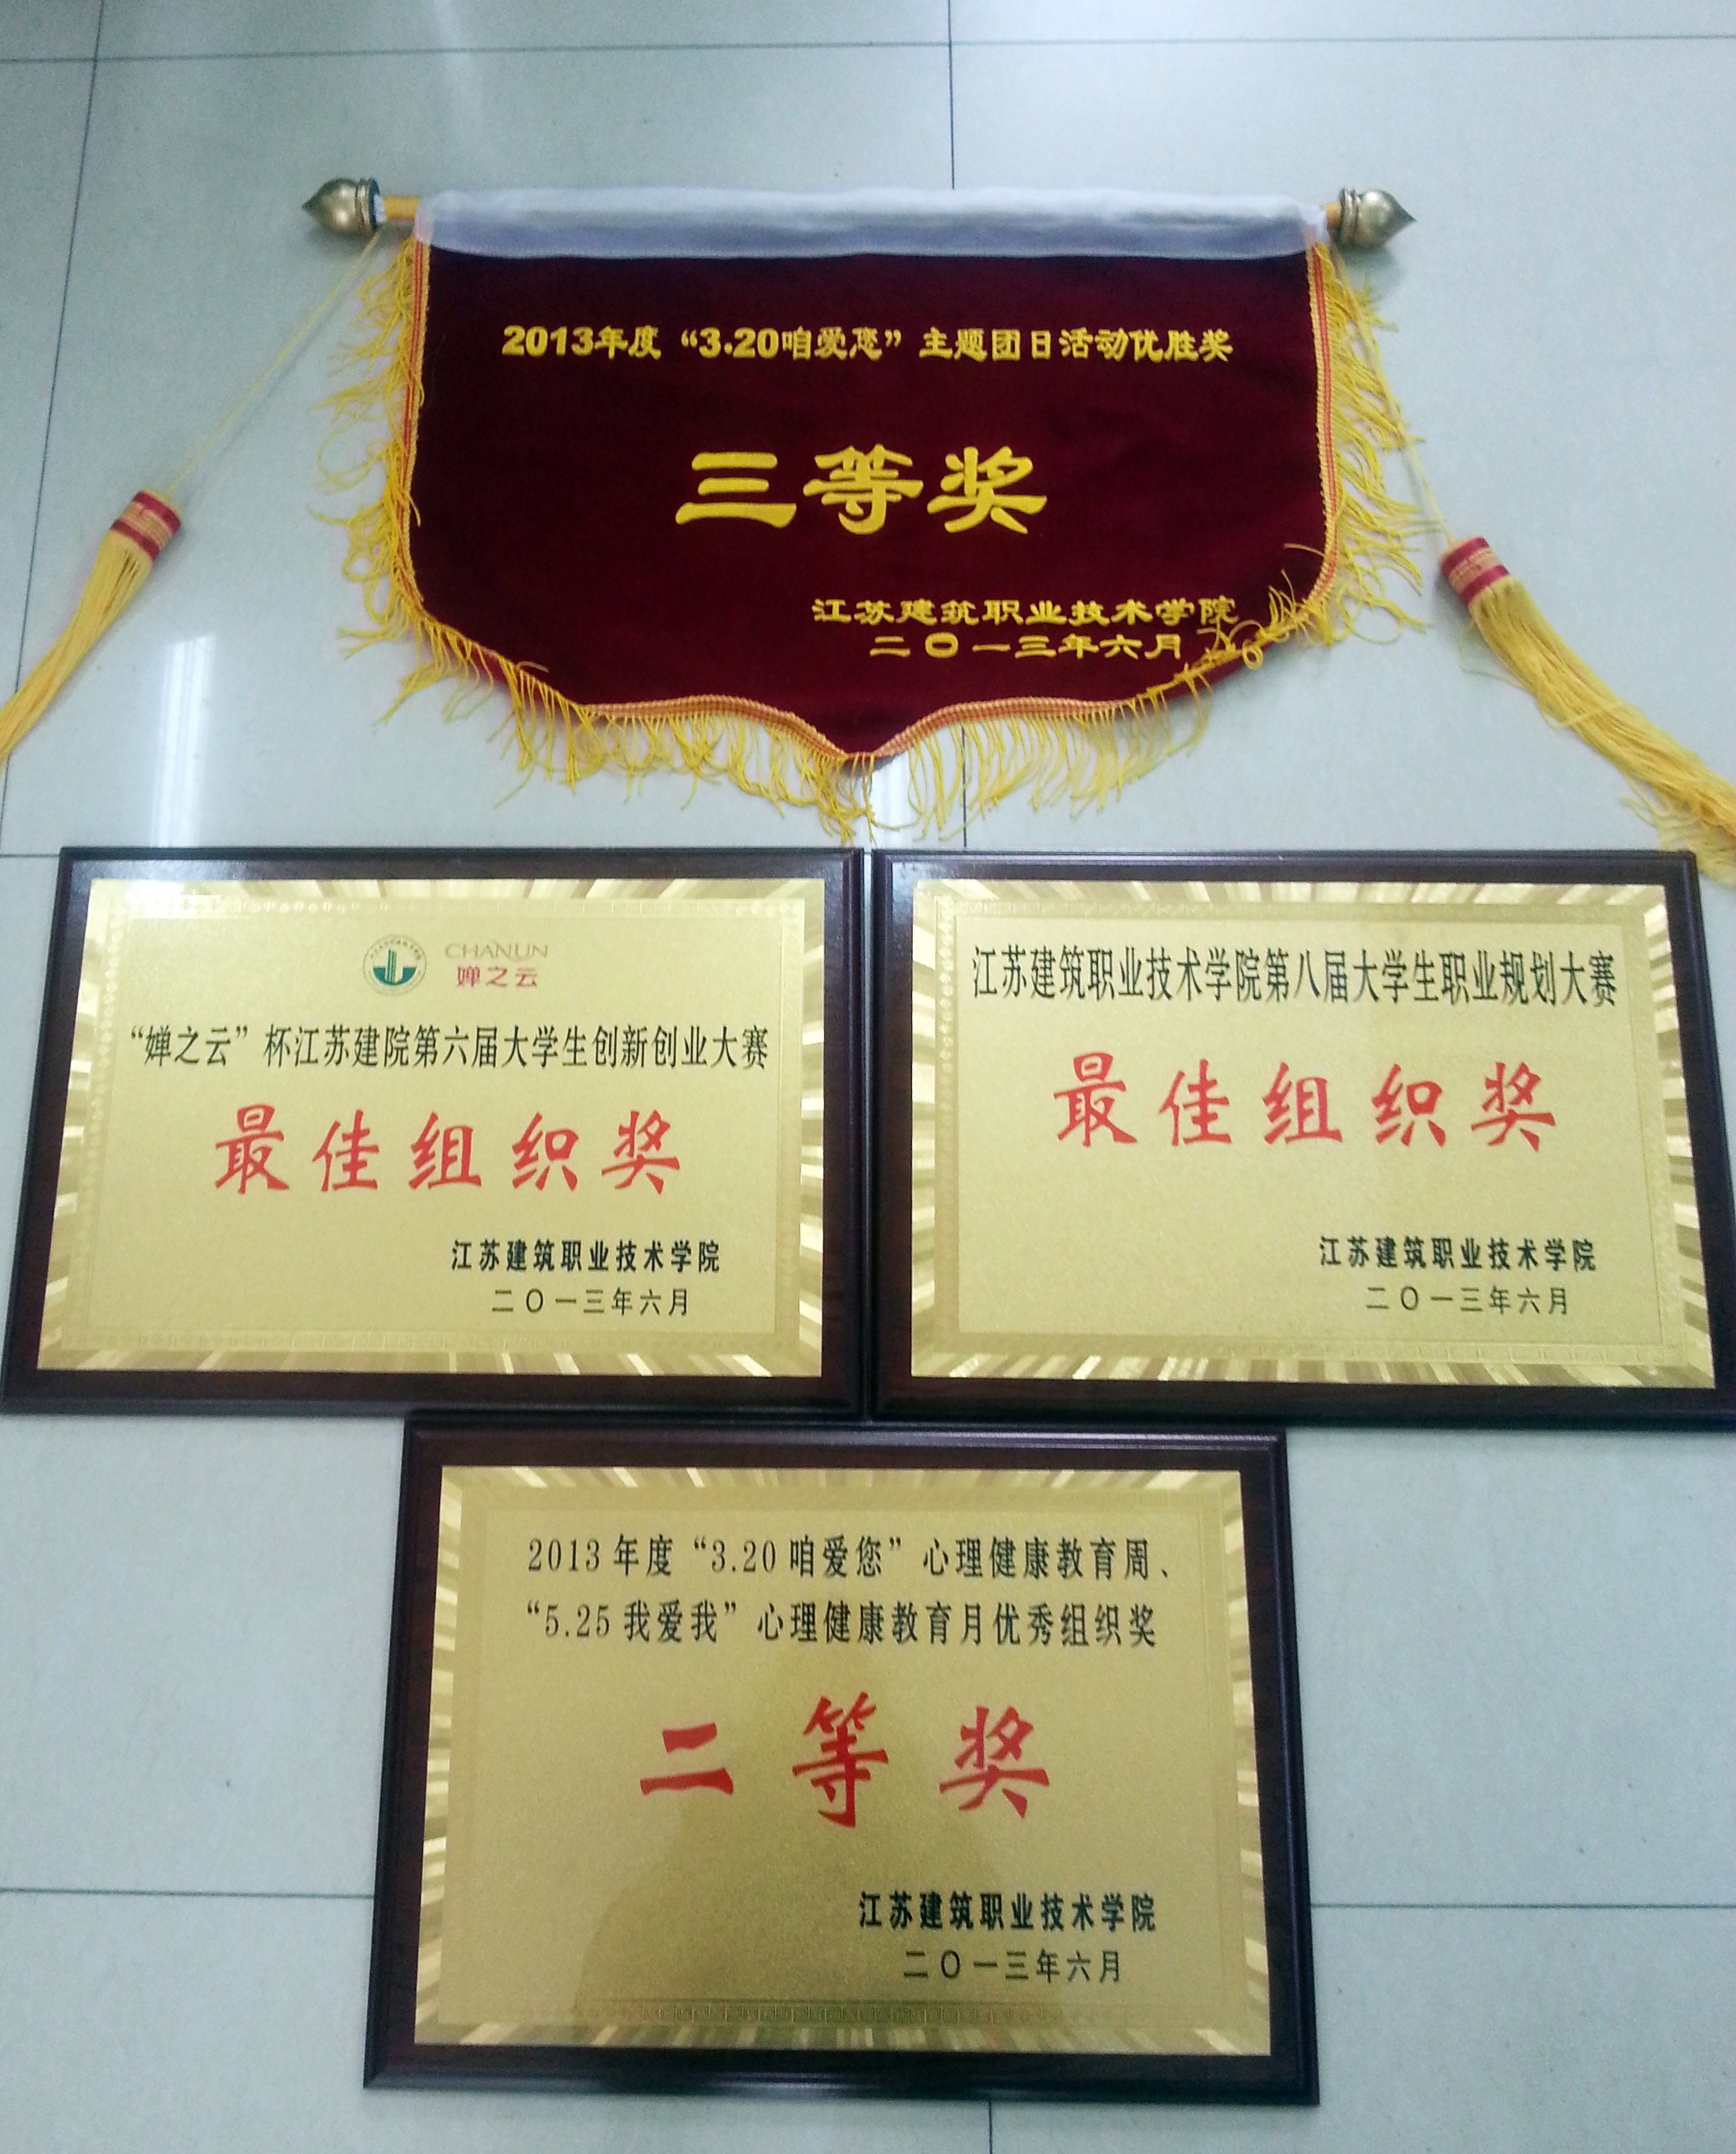 2013年度“3.20咱爱您”主题团日活动优胜奖
三等奖
江苏建筑职业技术学院
二〇一三年六月
CHANUN
婵之云
“婵之云”杯江苏建院第六届大学生创新创业大赛
最佳组织奖
江苏建筑职业技术学院
二〇一三年六月
江苏建筑职业技术学院第八届大学生职业规划大赛
最佳组织奖
江苏建筑职业技术学院
二〇一三年六月
2013年度“3.20咱爱您”心理健康教育周、
“5.25我爱我”心理健康教育月优秀组织奖
二等奖
江苏建筑职业技术学院
二〇一三年六月